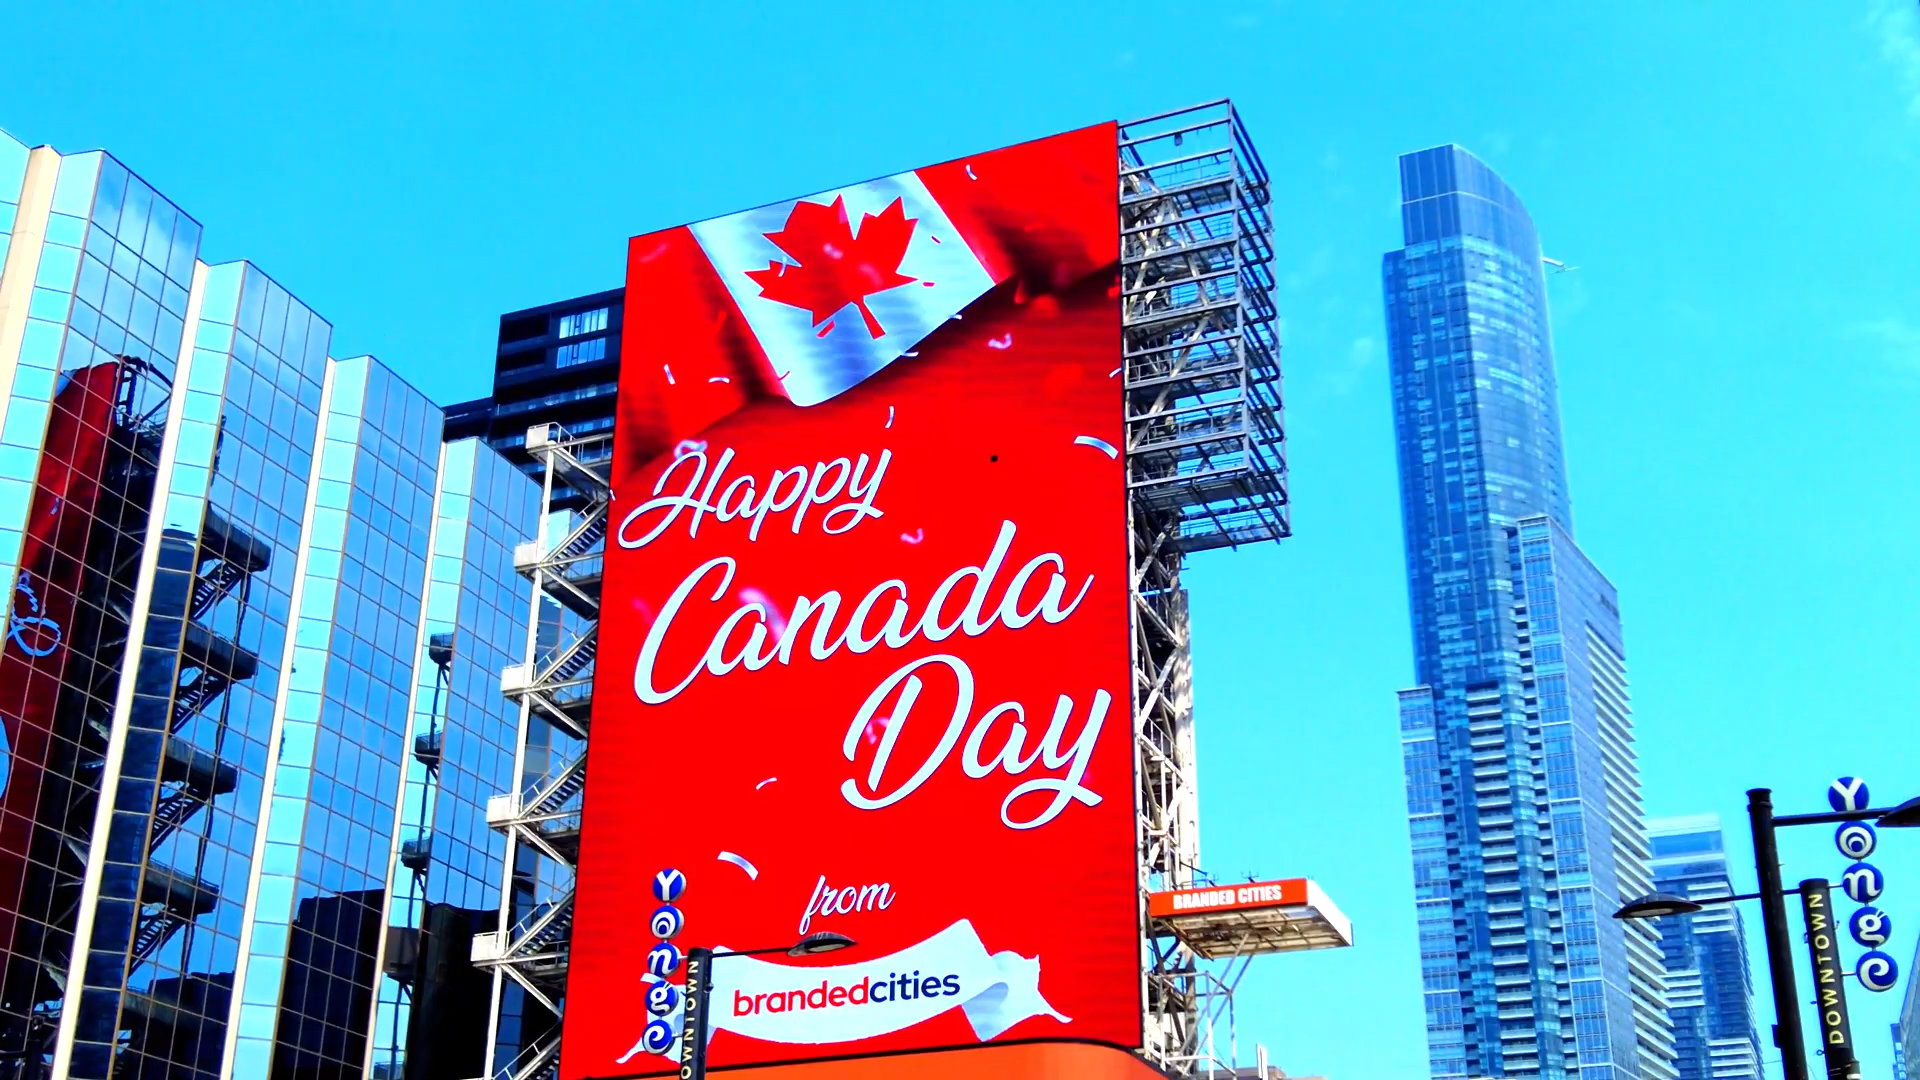 Happy
Canada
Day
from
brandedcities
BRANDED CITIES
Yonge
DOWNTOWN
Yonge
DOWNTOWN